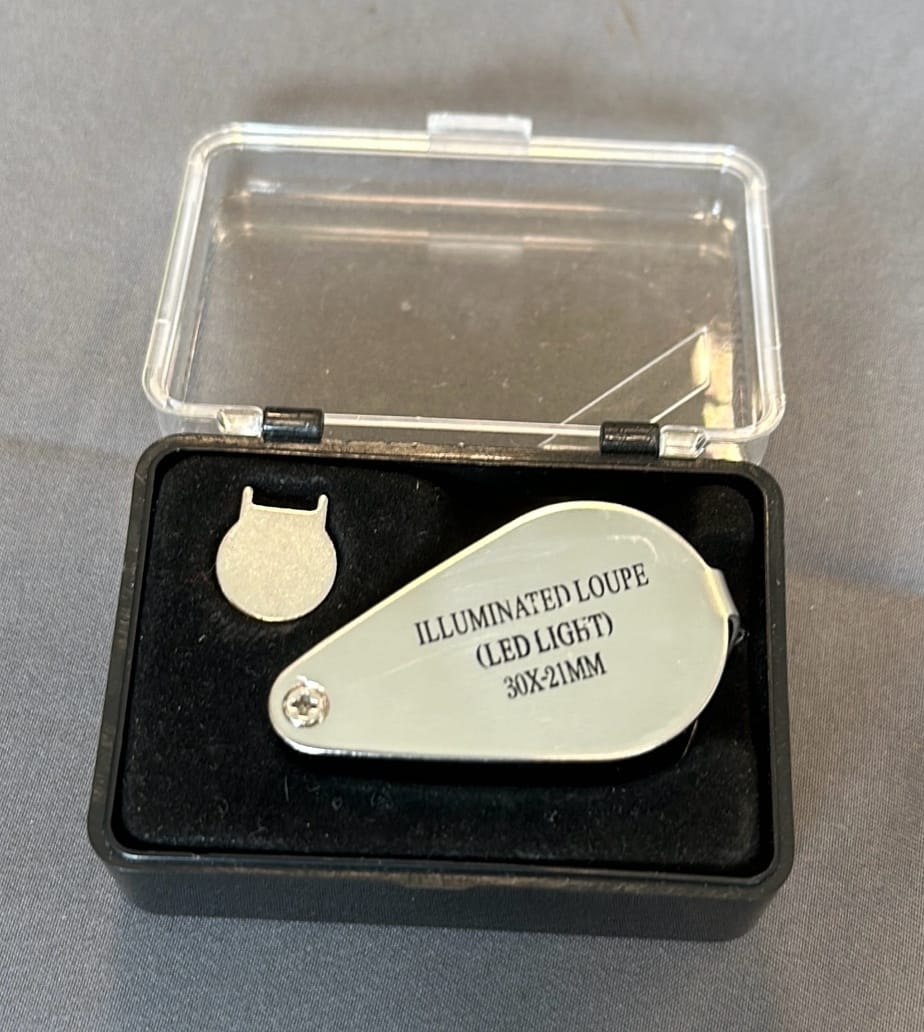 ILLUMINATED LOUPE
(LED LIGHT)
30X-21MM